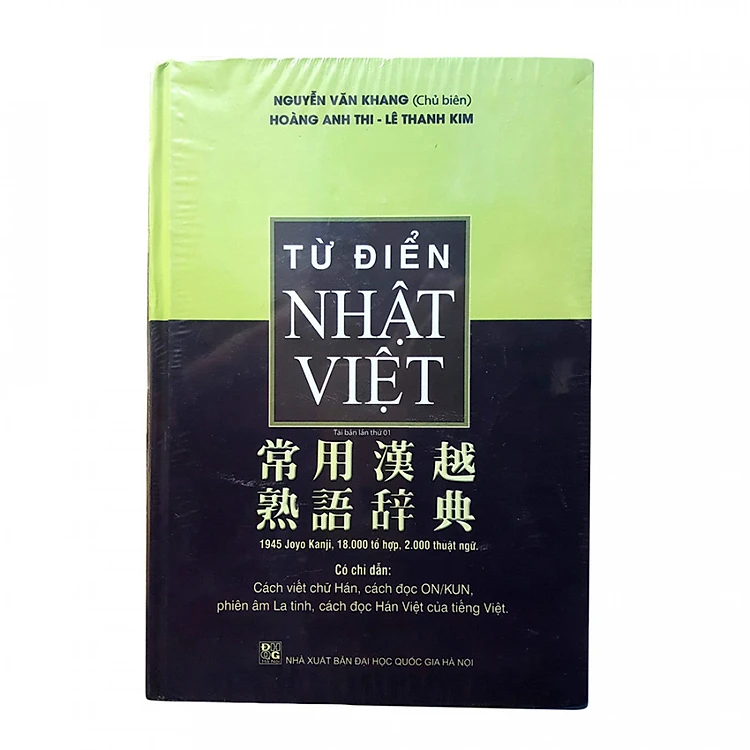 NGUYỄN VĂN KHANG (Chủ biên)
HOÀNG ANH THI - LÊ THANH KIM
TỪ ĐIỂN
NHẬT
VIỆT
Tái bản lần thứ 01
常用漢越
熟語辞典
1945 Joyo Kanji, 18.000 tổ hợp, 2.000 thuật ngữ.
Có chỉ dẫn:
Cách viết chữ Hán, cách đọc ON/KUN,
phiên âm La tinh, cách đọc Hán Việt của tiếng Việt.
NHÀ XUẤT BẢN ĐẠI HỌC QUỐC GIA HÀ NỘI